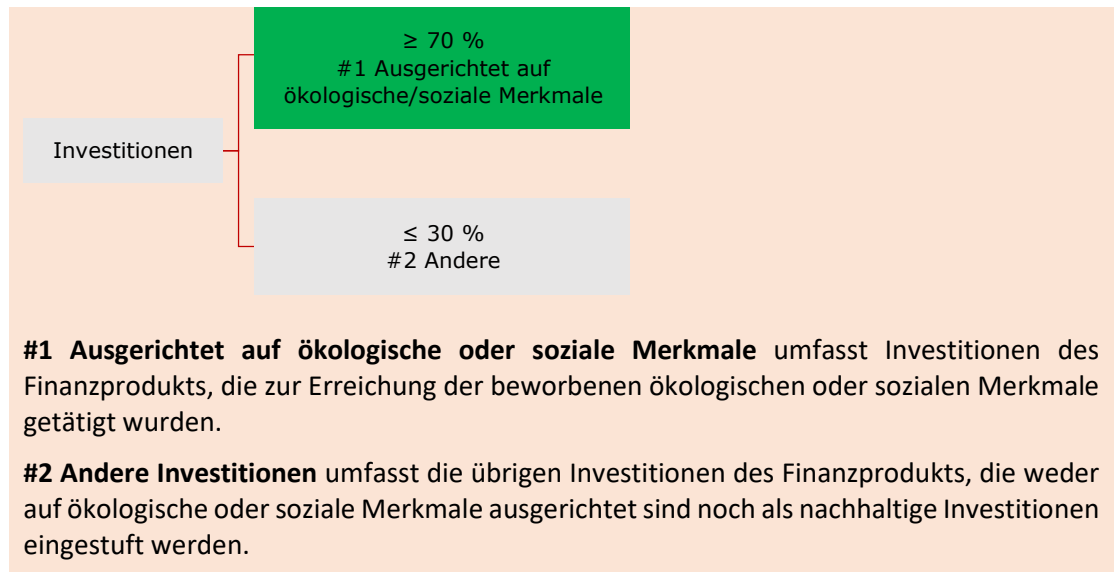 ≥ 70 %
#1 Ausgerichtet auf
ökologische/soziale Merkmale
Investitionen
≤ 30 %
#2 Andere
#1 Ausgerichtet auf ökologische oder soziale Merkmale umfasst Investitionen des
Finanzprodukts, die zur Erreichung der beworbenen ökologischen oder sozialen Merkmale
getätigt wurden.
#2 Andere Investitionen umfasst die übrigen Investitionen des Finanzprodukts, die weder
auf ökologische oder soziale Merkmale ausgerichtet sind noch als nachhaltige Investitionen
eingestuft werden.